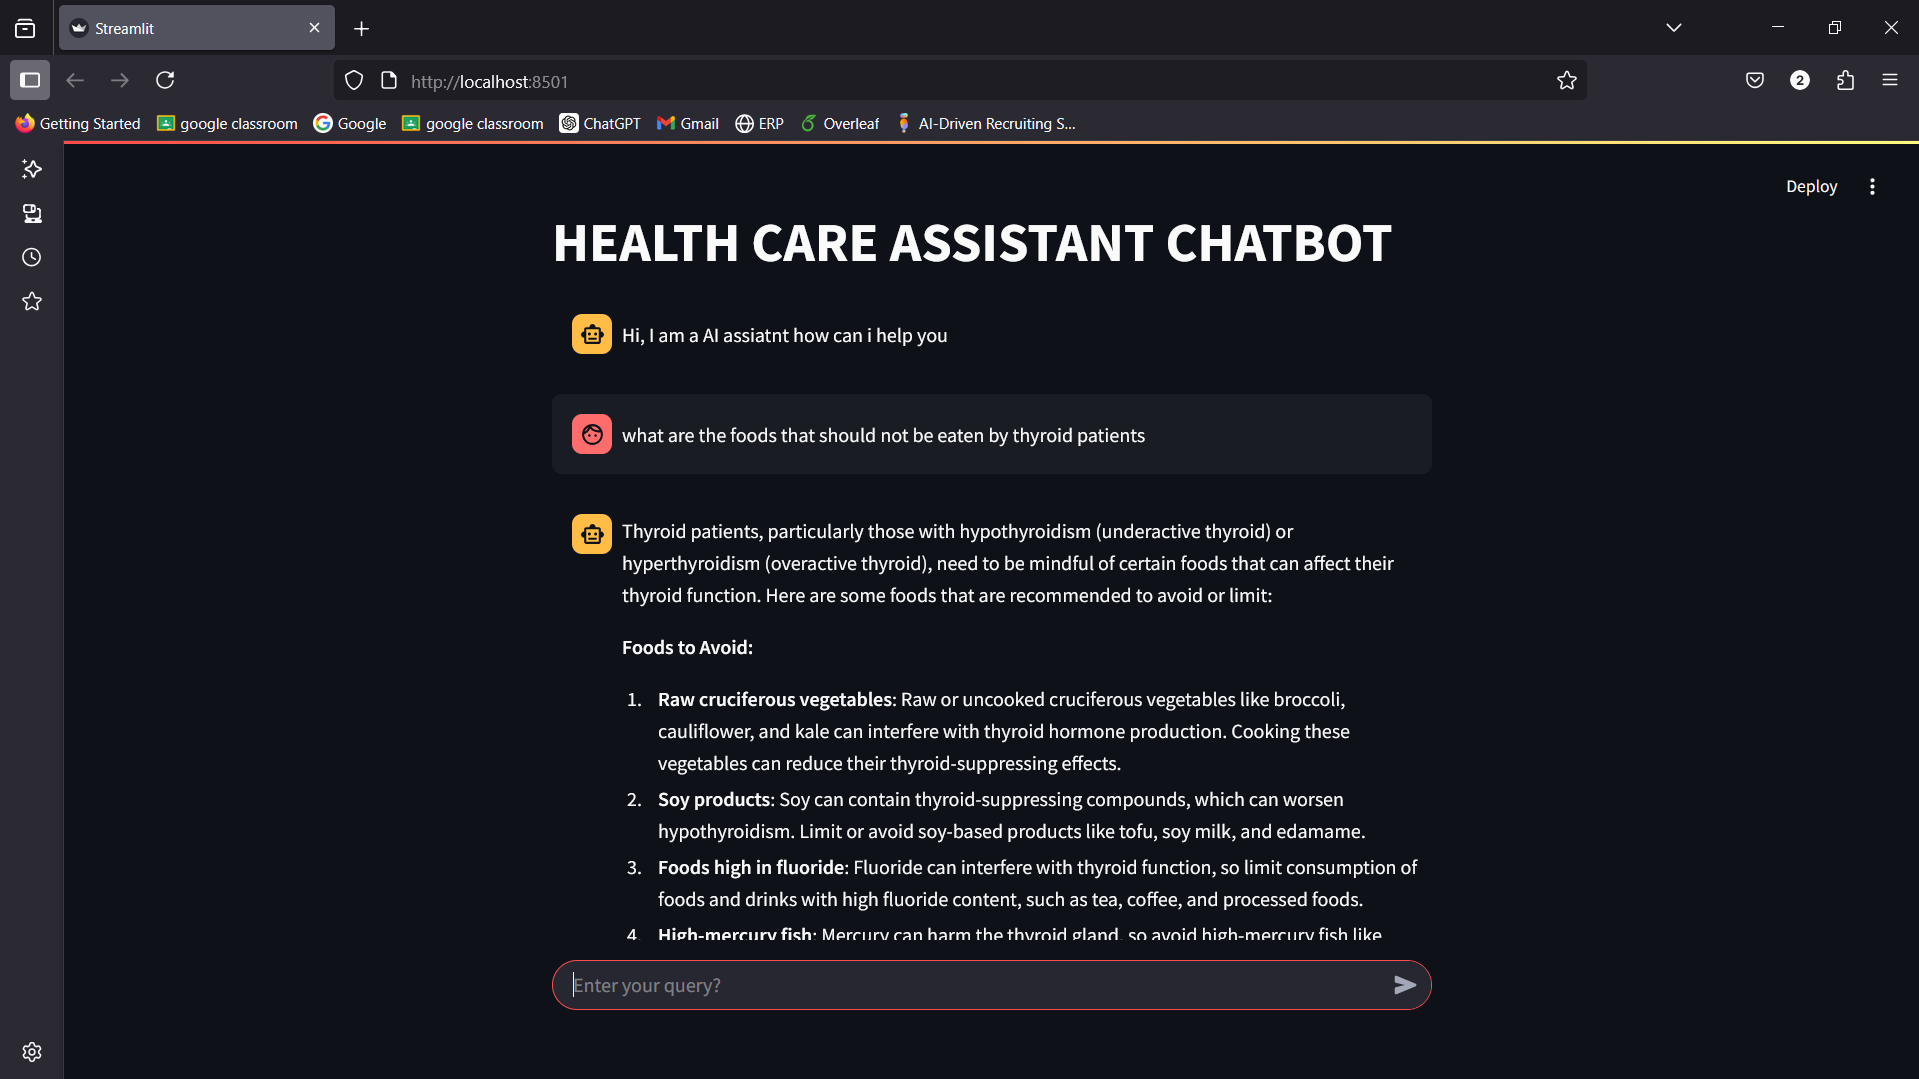 Streamlit
http://localhost:8501
2
Getting Started google classroom Google google classroom ChatGPT Gmail ERP Overleaf AI-Driven Recruiting S...
Deploy
HEALTH CARE ASSISTANT CHATBOT
Hi, I am a AI assiatnt how can i help you
what are the foods that should not be eaten by thyroid patients
Thyroid patients, particularly those with hypothyroidism (underactive thyroid) or
hyperthyroidism (overactive thyroid), need to be mindful of certain foods that can affect their
thyroid function. Here are some foods that are recommended to avoid or limit:
Foods to Avoid:
1. Raw cruciferous vegetables: Raw or uncooked cruciferous vegetables like broccoli,
cauliflower, and kale can interfere with thyroid hormone production. Cooking these
vegetables can reduce their thyroid-suppressing effects.
2. Soy products: Soy can contain thyroid-suppressing compounds, which can worsen
hypothyroidism. Limit or avoid soy-based products like tofu, soy milk, and edamame.
3. Foods high in fluoride: Fluoride can interfere with thyroid function, so limit consumption of
foods and drinks with high fluoride content, such as tea, coffee, and processed foods.
4. High-mercury fish: Mercury can harm the thyroid gland, so avoid high-mercury fish like
Enter your query?